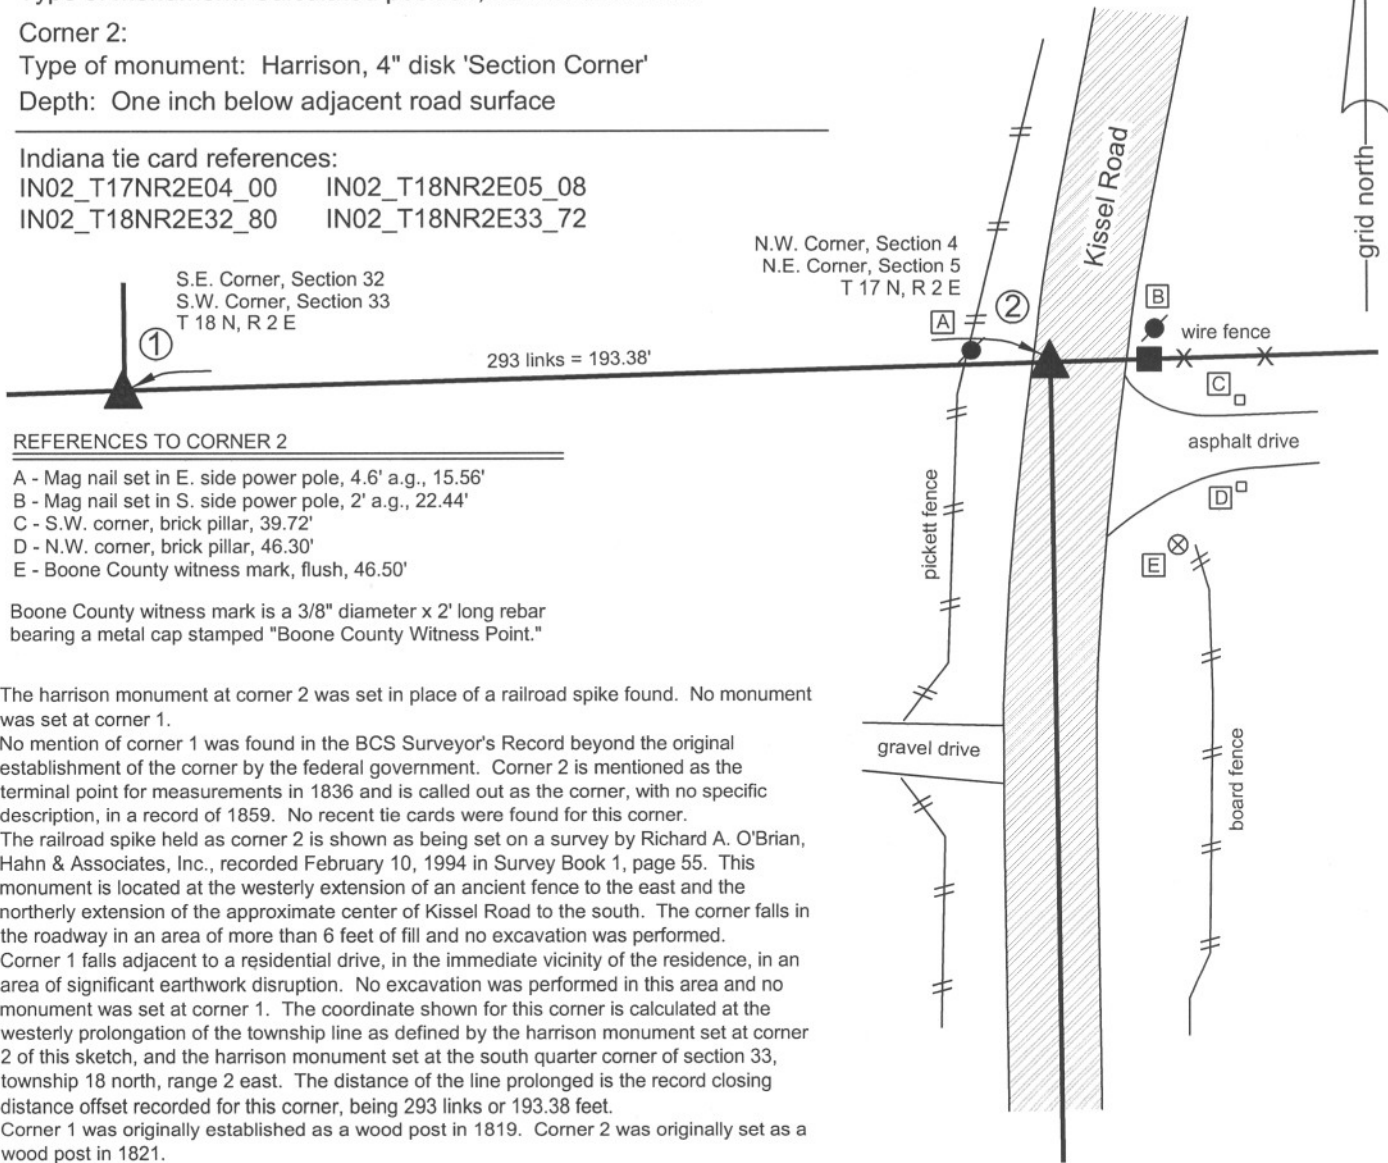 Corner 2:
Type of monument: Harrison, 4" disk 'Section Corner'
Depth: One inch below adjacent road surface
Indiana tie card references:
IN02_T17NR2E04_00 IN02_T18NR2E05_08
IN02_T18NR2E32_80 IN02_T18NR2E33_72
S.E. Corner, Section 32
S.W. Corner, Section 33
T 18 N, R 2 E
1
293 links = 193.38'
N.W. Corner, Section 4
N.E. Corner, Section 5
T 17 N, R 2 E
A
2
Kissel Road
B
wire fence
C
asphalt drive
D
E
grid north
pickett fence
gravel drive
board fence
REFERENCES TO CORNER 2
A - Mag nail set in E. side power pole, 4.6' a.g., 15.56'
B - Mag nail set in S. side power pole, 2' a.g., 22.44'
C - S.W. corner, brick pillar, 39.72'
D - N.W. corner, brick pillar, 46.30'
E - Boone County witness mark, flush, 46.50'
Boone County witness mark is a 3/8" diameter x 2' long rebar
bearing a metal cap stamped "Boone County Witness Point."
The harrison monument at corner 2 was set in place of a railroad spike found. No monument
was set at corner 1.
No mention of corner 1 was found in the BCS Surveyor's Record beyond the original
establishment of the corner by the federal government. Corner 2 is mentioned as the
terminal point for measurements in 1836 and is called out as the corner, with no specific
description, in a record of 1859. No recent tie cards were found for this corner.
The railroad spike held as corner 2 is shown as being set on a survey by Richard A. O'Brian,
Hahn & Associates, Inc., recorded February 10, 1994 in Survey Book 1, page 55. This
monument is located at the westerly extension of an ancient fence to the east and the
northerly extension of the approximate center of Kissel Road to the south. The corner falls in
the roadway in an area of more than 6 feet of fill and no excavation was performed.
Corner 1 falls adjacent to a residential drive, in the immediate vicinity of the residence, in an
area of significant earthwork disruption. No excavation was performed in this area and no
monument was set at corner 1. The coordinate shown for this corner is calculated at the
westerly prolongation of the township line as defined by the harrison monument set at corner
2 of this sketch, and the harrison monument set at the south quarter corner of section 33,
township 18 north, range 2 east. The distance of the line prolonged is the record closing
distance offset recorded for this corner, being 293 links or 193.38 feet.
Corner 1 was originally established as a wood post in 1819. Corner 2 was originally set as a
wood post in 1821.